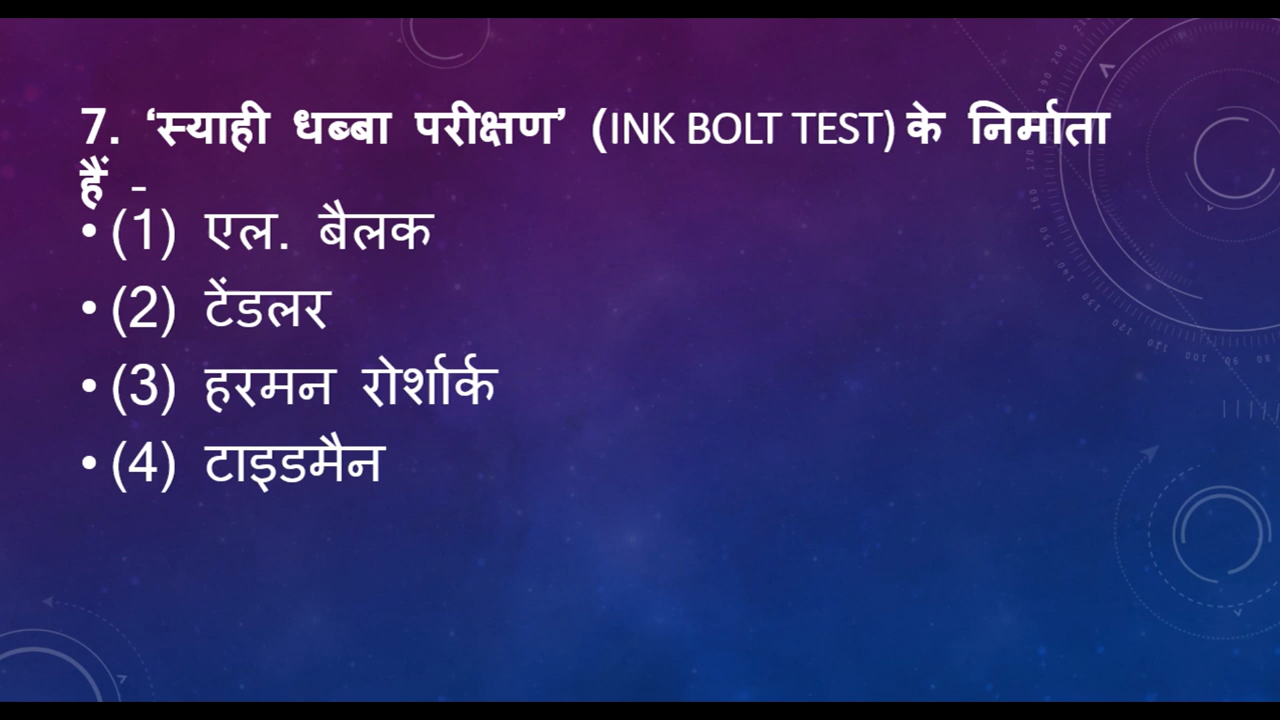 7. ‘स्याही धब्बा परीक्षण’ (INK BOLT TEST) के निर्माता
हैं -
• (1) एल. बैलक
• (2) टेंडलर
• (3) हरमन रोर्शार्क
• (4) टाइडमैन